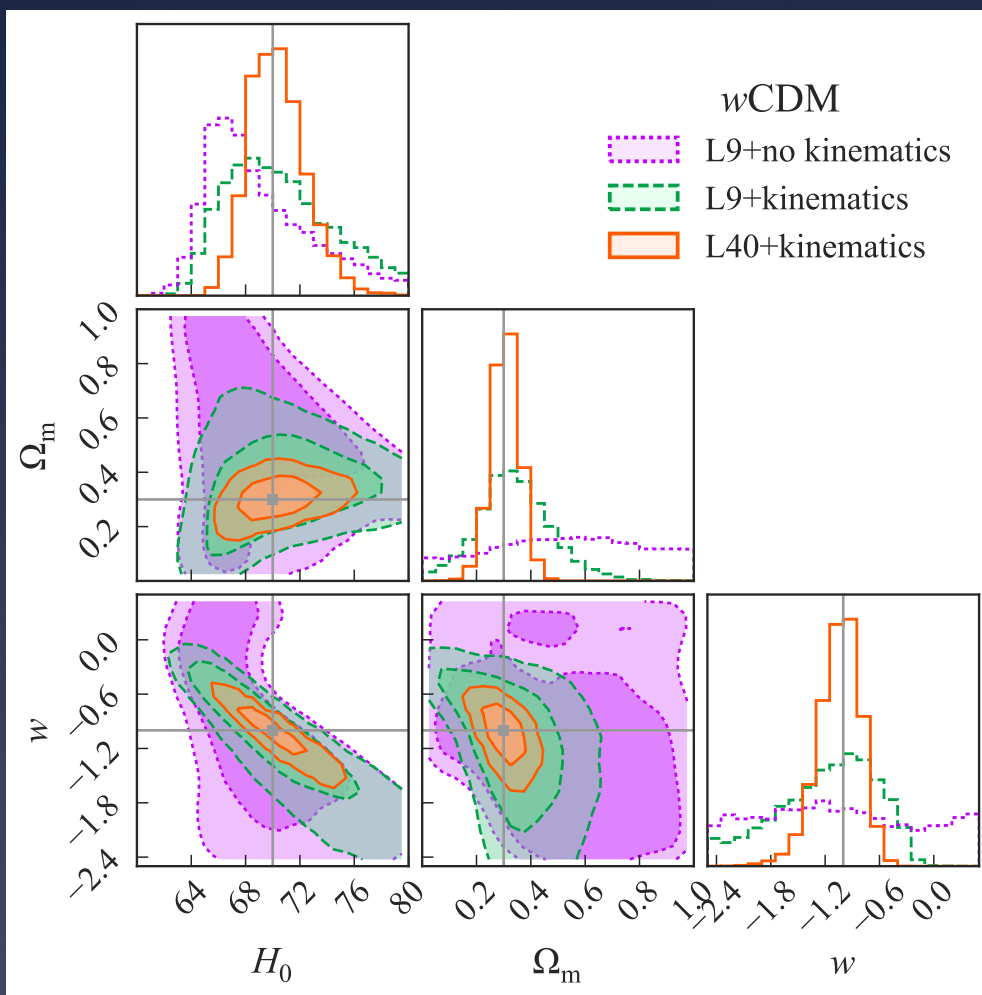 wCDM
L9+no kinematics
L9+kinematics
L40+kinematics
1.0
0.8
0.6
0.4
0.2
Ωm
0.0
−0.6
−1.2
−1.8
−2.4
w
64 68 72 76 80
H0
0.2 0.4 0.6 0.8 1.0
Ωm
−2.4 −1.8 −1.2 −0.6 0.0
w